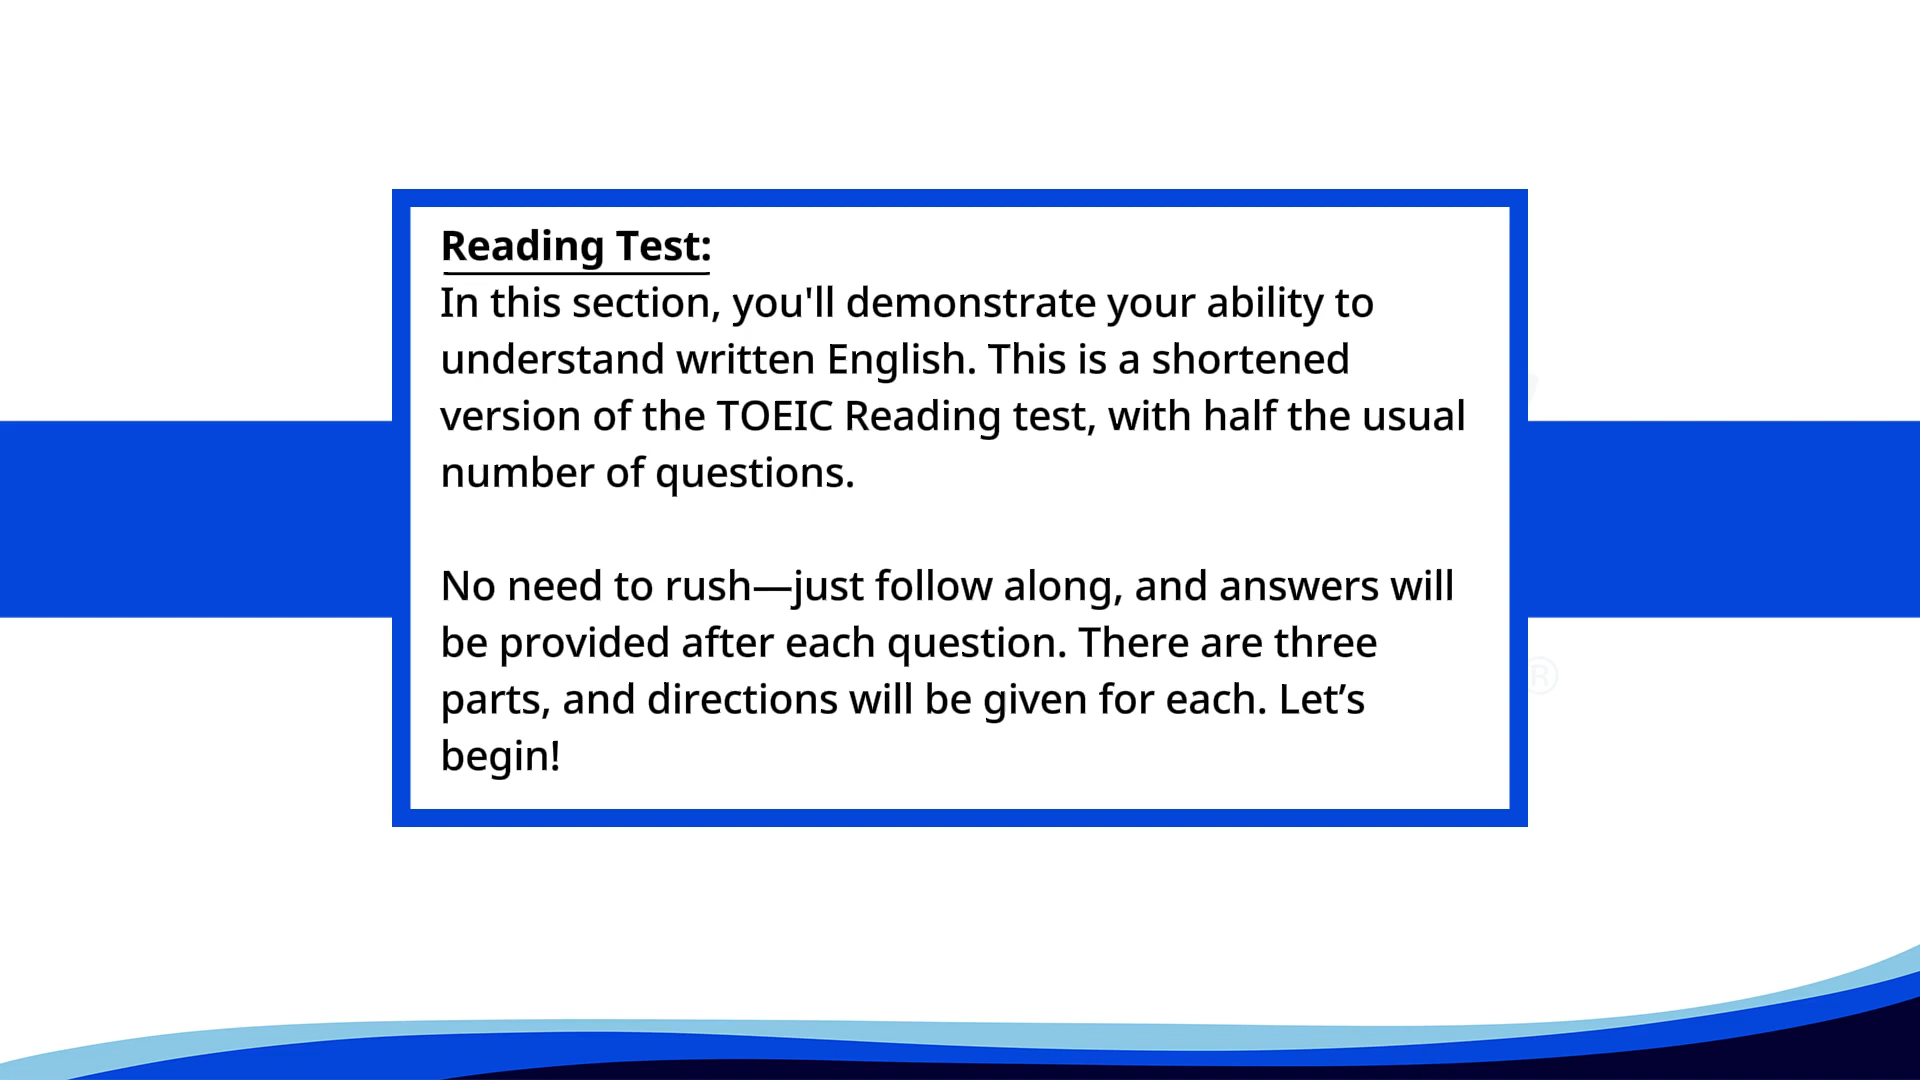 Reading Test:
In this section, you'll demonstrate your ability to
understand written English. This is a shortened
version of the TOEIC Reading test, with half the usual
number of questions.
No need to rush—just follow along, and answers will
be provided after each question. There are three
parts, and directions will be given for each. Let’s
begin!
®